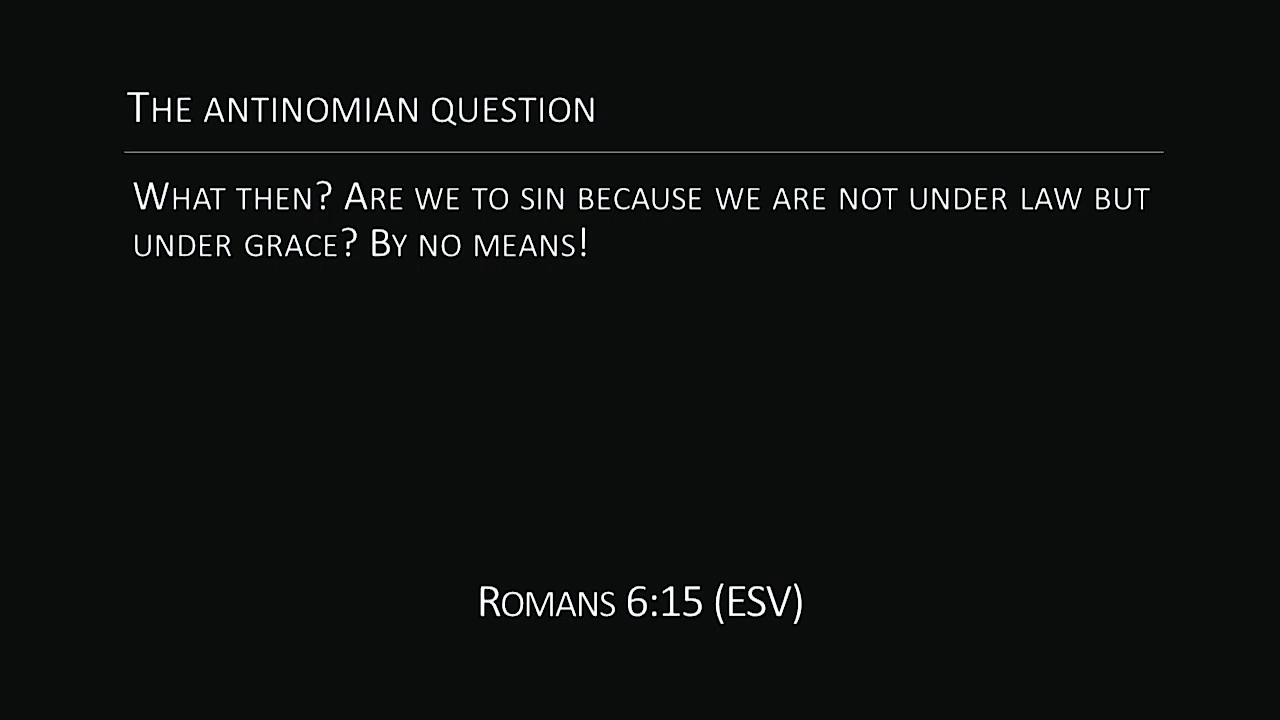 The antinomian question
What then? Are we to sin because we are not under law but
under grace? By no means!
Romans 6:15 (ESV)